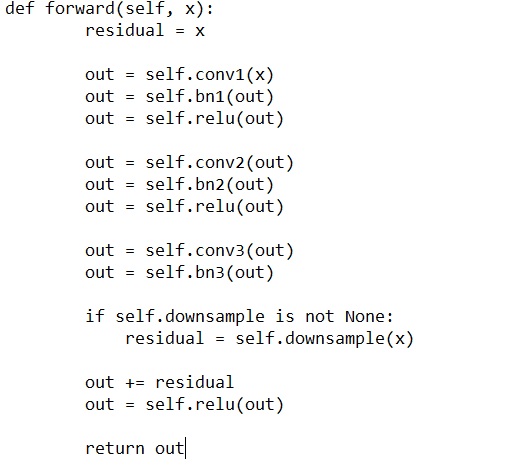 def forward(self, x):
        residual = x

        out = self.conv1(x)
        out = self.bn1(out)
        out = self.relu(out)

        out = self.conv2(out)
        out = self.bn2(out)
        out = self.relu(out)

        out = self.conv3(out)
        out = self.bn3(out)

        if self.downsample is not None:
            residual = self.downsample(x)

        out += residual
        out = self.relu(out)

        return out